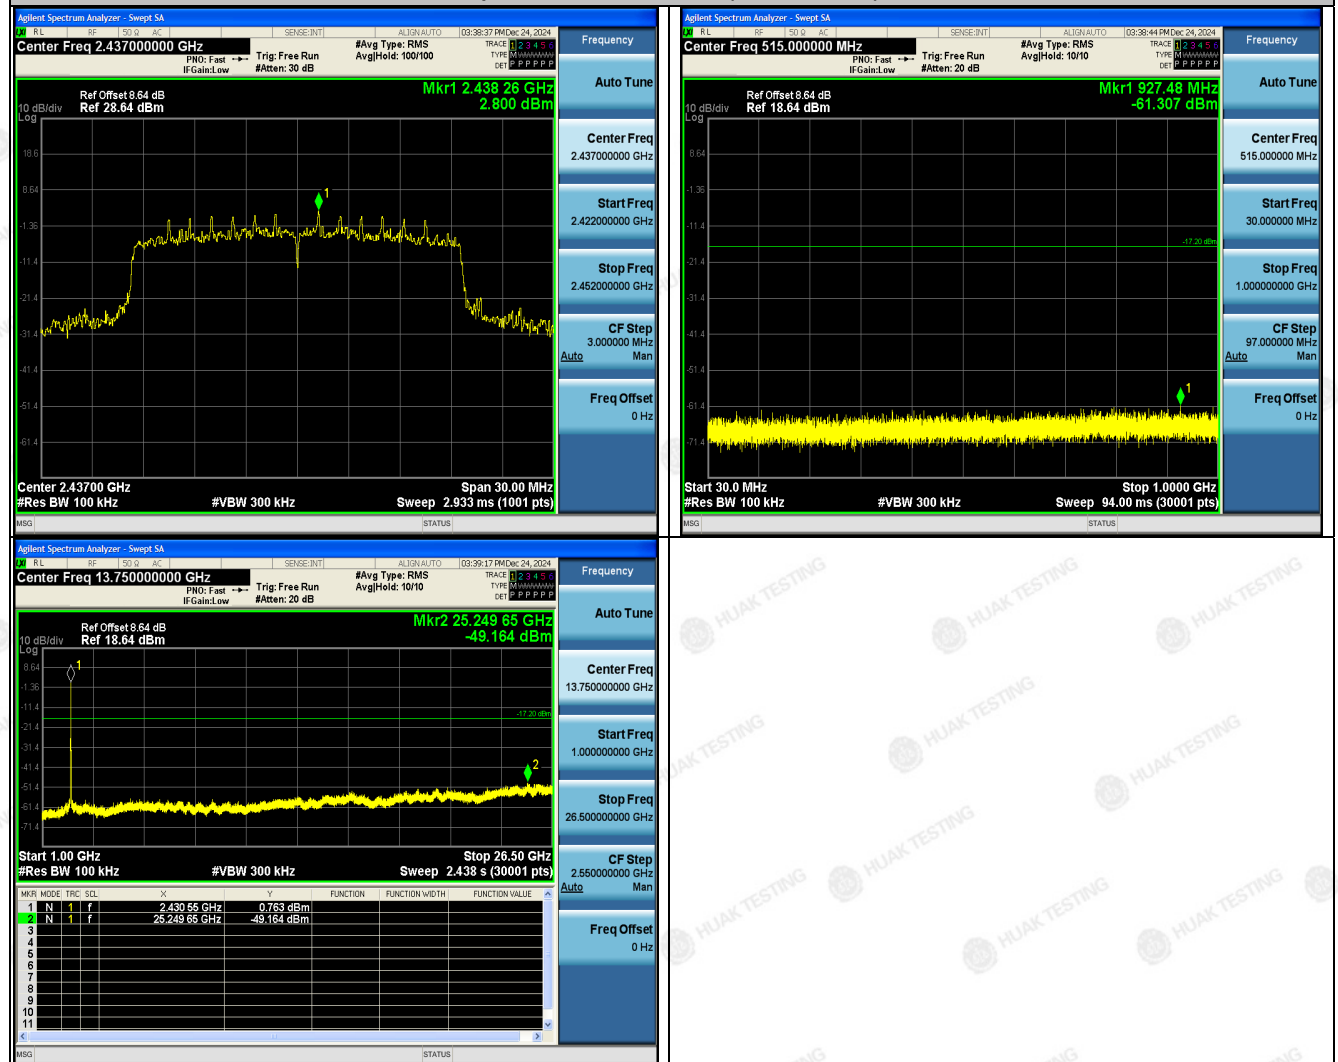 Agilent Spectrum Analyzer - Swept SA
RL RF 50 Ω AC SENSE:INT ALIGN AUTO 03:38:37 PM Dec 24, 2024
Center Freq 2.437000000 GHz
PNO: Fast
IFGain:Low
Trig: Free Run
#Atten: 30 dB
#Avg Type: RMS
Avg|Hold: 100/100
TRACE 1 2 3 4 5 6
TYPE M
DET P P P P P P
Ref Offset 8.64 dB
10 dB/div Ref 28.64 dBm
Log
Mkr1 2.438 26 GHz
2.800 dBm
18.6
8.64
-1.36
-11.4
-21.4
-31.4
-41.4
-51.4
-61.4
1
Center 2.43700 GHz Span 30.00 MHz
#Res BW 100 kHz #VBW 300 kHz Sweep 2.933 ms (1001 pts)
MSG STATUS
Frequency
Auto Tune
Center Freq
2.437000000 GHz
Start Freq
2.422000000 GHz
Stop Freq
2.452000000 GHz
CF Step
3.000000 MHz
Auto Man
Freq Offset
0 Hz
Agilent Spectrum Analyzer - Swept SA
RL RF 50 Ω AC SENSE:INT ALIGN AUTO 03:38:44 PM Dec 24, 2024
Center Freq 515.000000 MHz
PNO: Fast
IFGain:Low
Trig: Free Run
#Atten: 20 dB
#Avg Type: RMS
Avg|Hold: 10/10
TRACE 1 2 3 4 5 6
TYPE M
DET P P P P P P
Ref Offset 8.64 dB
10 dB/div Ref 18.64 dBm
Log
Mkr1 927.48 MHz
-61.307 dBm
8.64
-1.36
-11.4
-21.4
-31.4
-41.4
-51.4
-61.4
-71.4
-17.20 dBm
1
Start 30.0 MHz Stop 1.0000 GHz
#Res BW 100 kHz #VBW 300 kHz Sweep 94.00 ms (30001 pts)
MSG STATUS
Frequency
Auto Tune
Center Freq
515.000000 MHz
Start Freq
30.000000 MHz
Stop Freq
1.000000000 GHz
CF Step
97.000000 MHz
Auto Man
Freq Offset
0 Hz
Agilent Spectrum Analyzer - Swept SA
RL RF 50 Ω AC SENSE:INT ALIGN AUTO 03:39:17 PM Dec 24, 2024
Center Freq 13.750000000 GHz
PNO: Fast
IFGain:Low
Trig: Free Run
#Atten: 20 dB
#Avg Type: RMS
Avg|Hold: 10/10
TRACE 1 2 3 4 5 6
TYPE M
DET P P P P P P
Ref Offset 8.64 dB
10 dB/div Ref 18.64 dBm
Log
Mkr2 25.249 65 GHz
-49.164 dBm
8.64
-1.36
-11.4
-21.4
-31.4
-41.4
-51.4
-61.4
-71.4
-17.20 dBm
1
2
Start 1.00 GHz Stop 26.50 GHz
#Res BW 100 kHz #VBW 300 kHz Sweep 2.438 s (30001 pts)
MKR MODE TRC SCL X Y FUNCTION FUNCTION WIDTH FUNCTION VALUE
1 N 1 f 2.430 55 GHz 0.763 dBm
2 N 1 f 25.249 65 GHz -49.164 dBm
3
4
5
6
7
8
9
10
11
MSG STATUS
Frequency
Auto Tune
Center Freq
13.750000000 GHz
Start Freq
1.000000000 GHz
Stop Freq
26.500000000 GHz
CF Step
2.550000000 GHz
Auto Man
Freq Offset
0 Hz
HUAK TESTING
HUAK TESTING
HUAK TESTING
HUAK TESTING
HUAK TESTING
HUAK TESTING
HUAK TESTING
HUAK TESTING
HUAK TESTING
HUAK TESTING